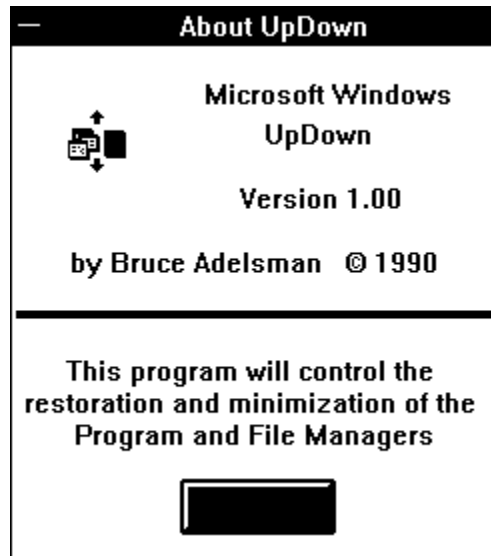 About UpDown
Microsoft Windows
UpDown
Version 1.00
by Bruce Adelsman © 1990
This program will control the
restoration and minimization of the
Program and File Managers